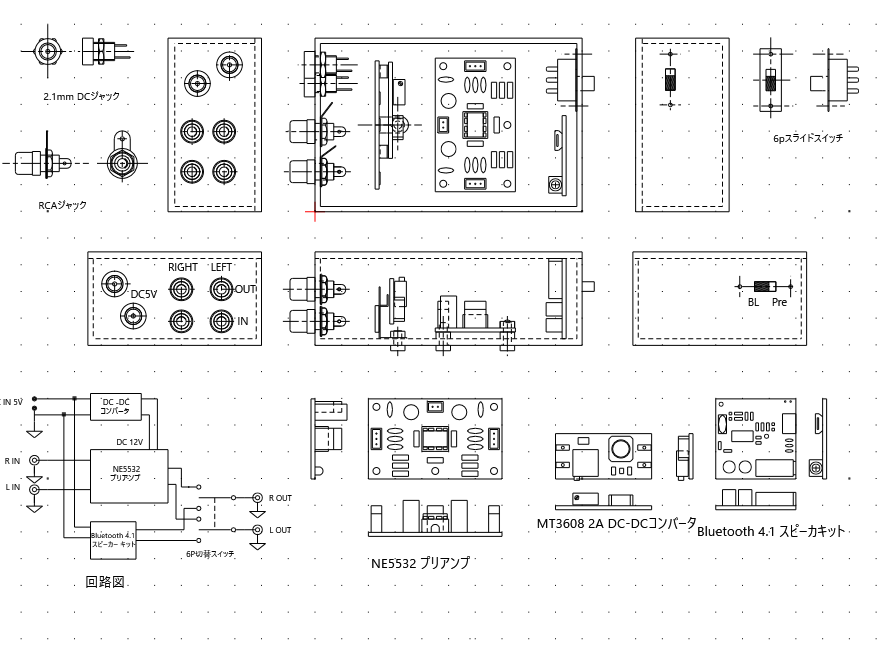 2.1mm DCジャック
6pスライドスイッチ
RCAジャック
RIGHT LEFT
OUT
DC5V
IN
BL Pre
IN 5V
DC -DC
コンバータ
DC 12V
R IN
L IN
NE5532
プリアンプ
R OUT
L OUT
Bluetooth 4.1
スピーカー キット
6P切替スイッチ
回路図
NE5532 プリアンプ
MT3608 2A DC-DCコンバータ
Bluetooth 4.1 スピーカキット